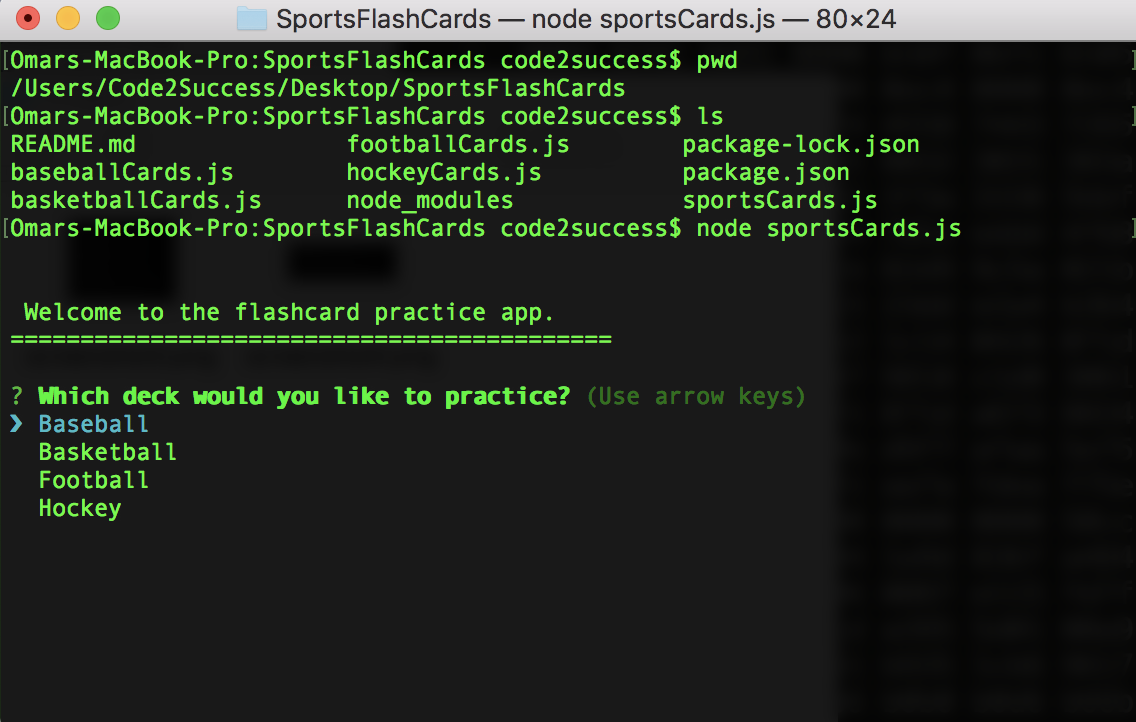 SportsFlashCards — node sportsCards.js — 80×24
[Omars-MacBook-Pro:SportsFlashCards code2success$ pwd ]
/Users/Code2Success/Desktop/SportsFlashCards
[Omars-MacBook-Pro:SportsFlashCards code2success$ ls ]
README.md footballCards.js package-lock.json
baseballCards.js hockeyCards.js package.json
basketballCards.js node_modules sportsCards.js
[Omars-MacBook-Pro:SportsFlashCards code2success$ node sportsCards.js ]
Welcome to the flashcard practice app.
===========================================
? Which deck would you like to practice? (Use arrow keys)
❯ Baseball
Basketball
Football
Hockey